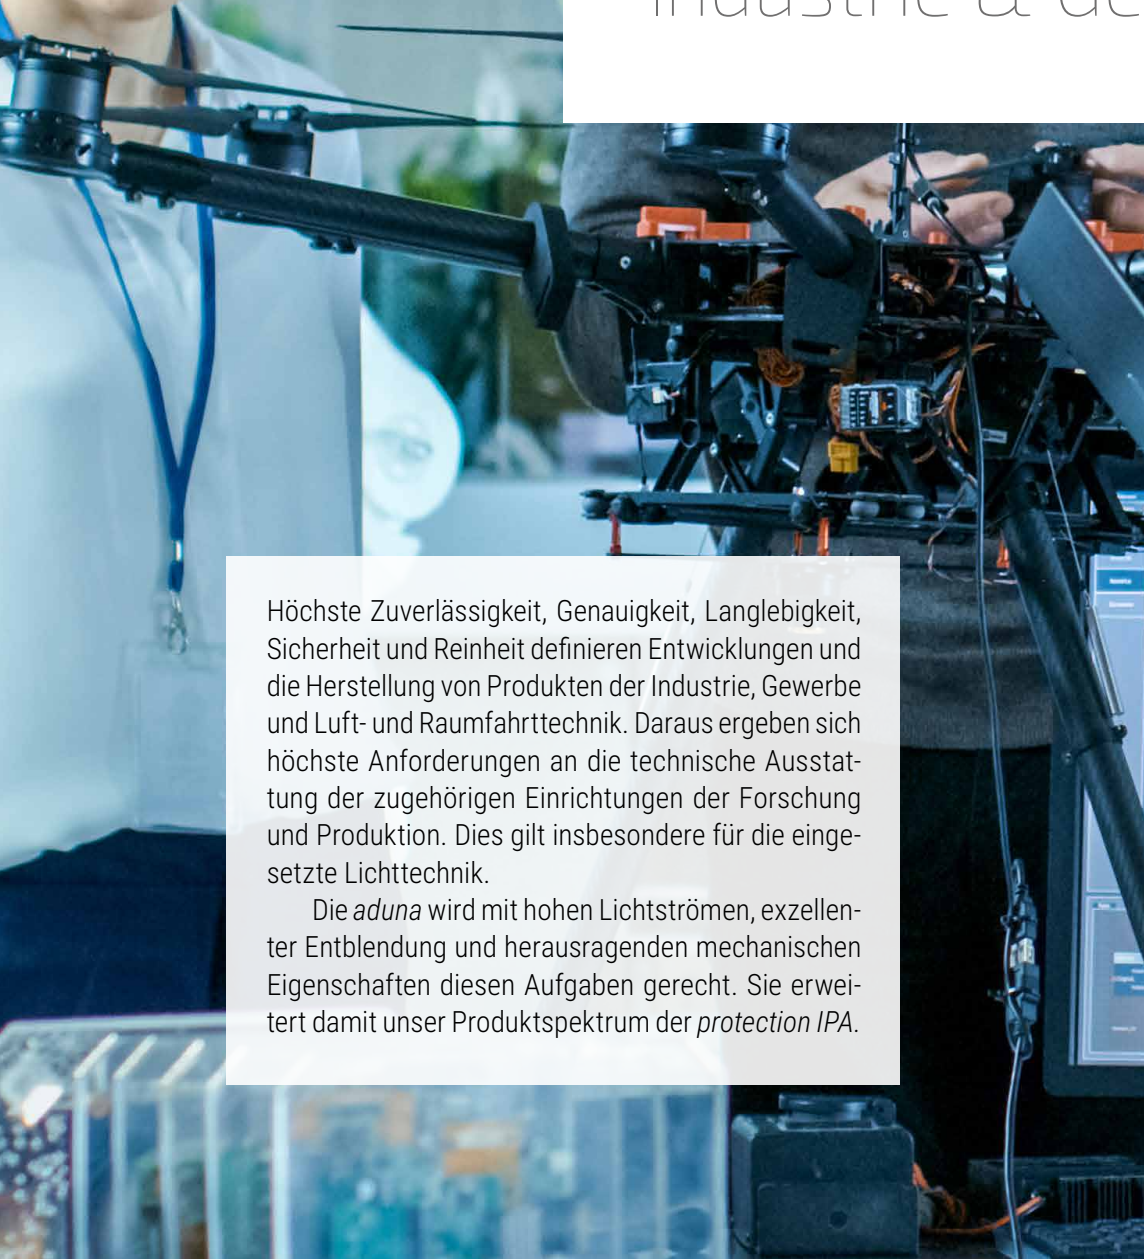 Industrie &
Höchste Zuverlässigkeit, Genauigkeit, Langlebigkeit,
Sicherheit und Reinheit definieren Entwicklungen und
die Herstellung von Produkten der Industrie, Gewerbe
und Luft- und Raumfahrttechnik. Daraus ergeben sich
höchste Anforderungen an die technische Ausstat-
tung der zugehörigen Einrichtungen der Forschung
und Produktion. Dies gilt insbesondere für die einge-
setzte Lichttechnik.
Die aduna wird mit hohen Lichtströmen, exzellen-
ter Entblendung und herausragenden mechanischen
Eigenschaften diesen Aufgaben gerecht. Sie erwei-
tert damit unser Produktspektrum der protection IPA.